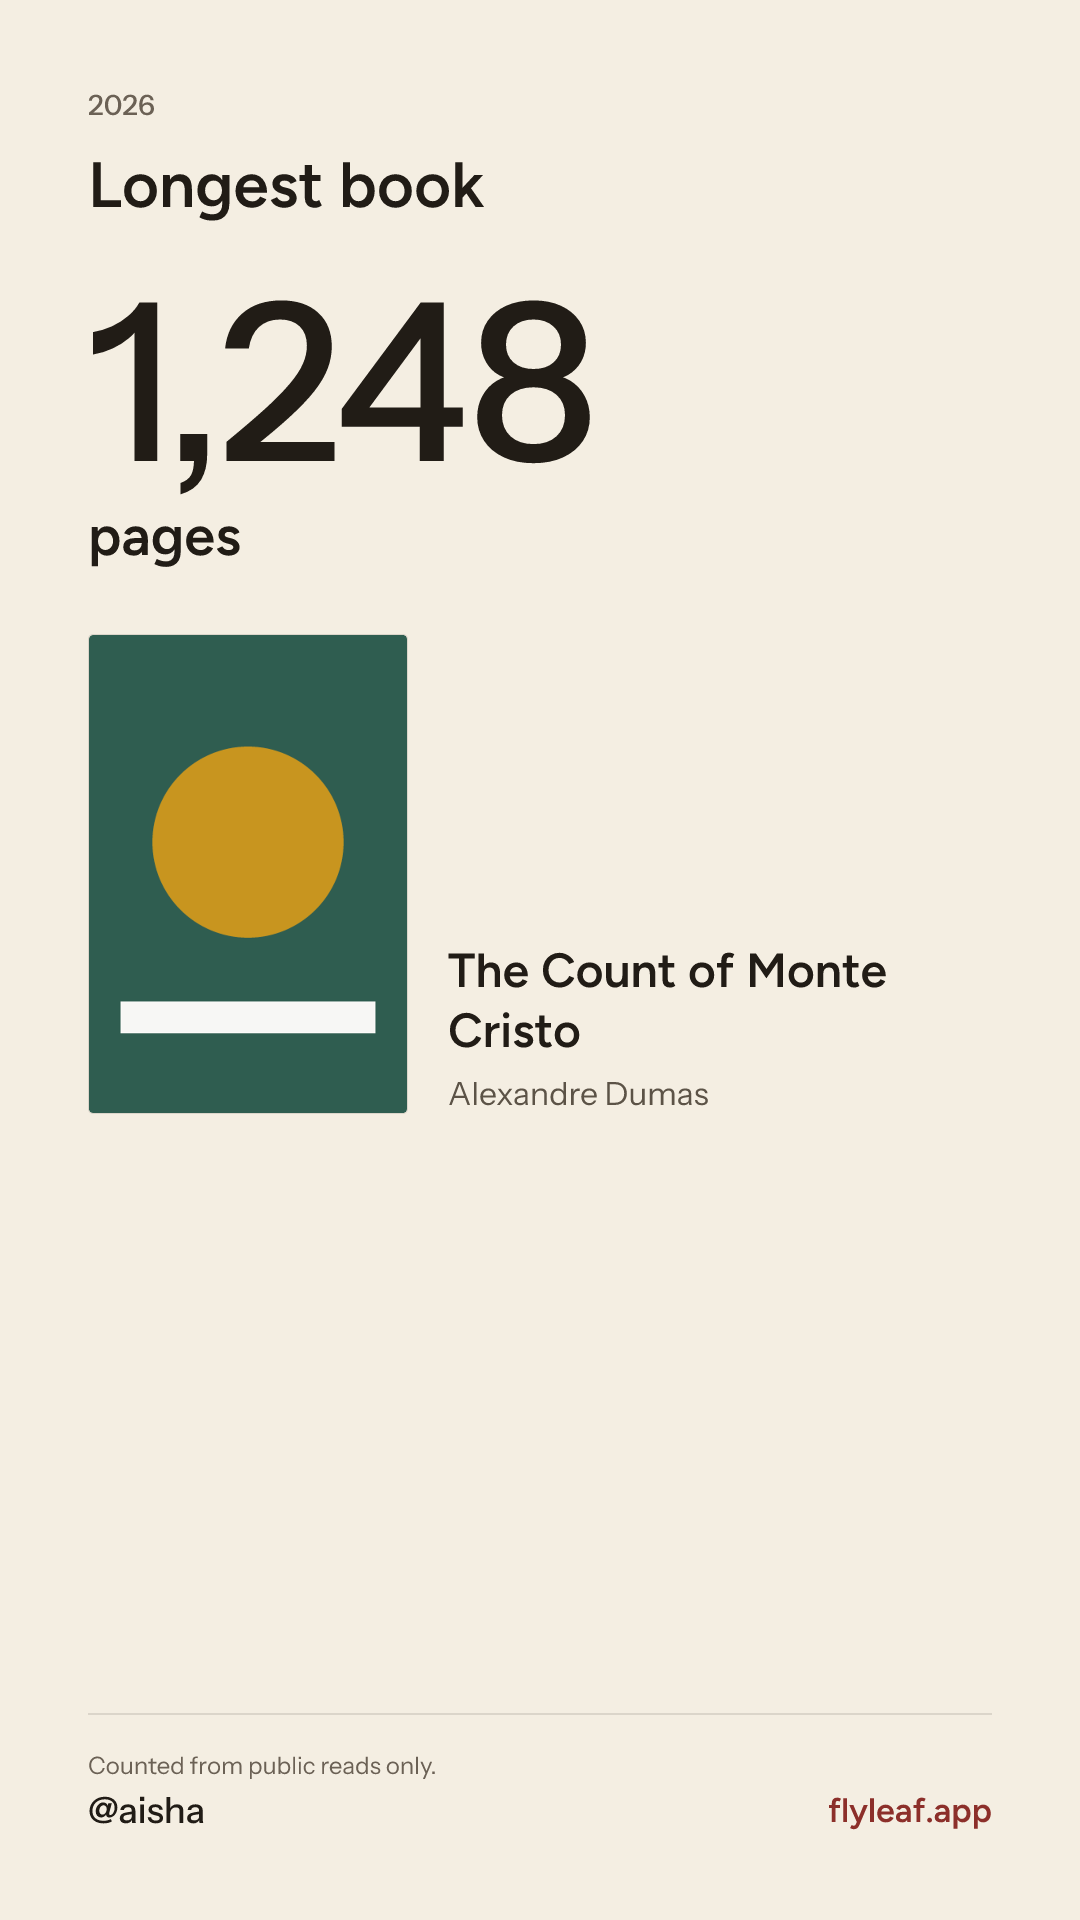 2026
Longest book
1,248
pages
The Count of Monte
Cristo
Alexandre Dumas
Counted from public reads only.
@aisha
flyleaf.app